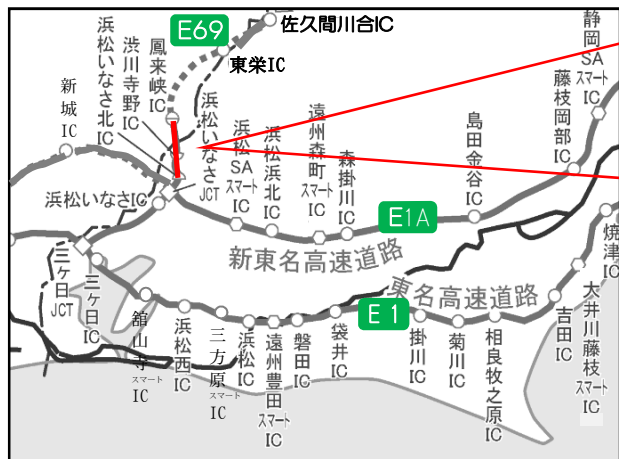 E69
佐久間川合IC
東栄IC
鳳来峡IC
渋川寺野IC
浜松いなさ北IC
新城IC
浜松いなさJCT
浜松いなさIC
浜松SAスマートIC
浜松浜北IC
遠州森町スマートIC
森掛川IC
島田金谷IC
藤枝岡部IC
静岡SAスマートIC
E1A
新東名高速道路
東名高速道路
E1
三ヶ日JCT
三ヶ日IC
舘山寺スマートIC
浜松西IC
三方原スマートIC
浜松IC
遠州豊田スマートIC
磐田IC
袋井IC
掛川IC
菊川IC
相良牧之原IC
吉田IC
大井川藤枝スマートIC
焼津IC